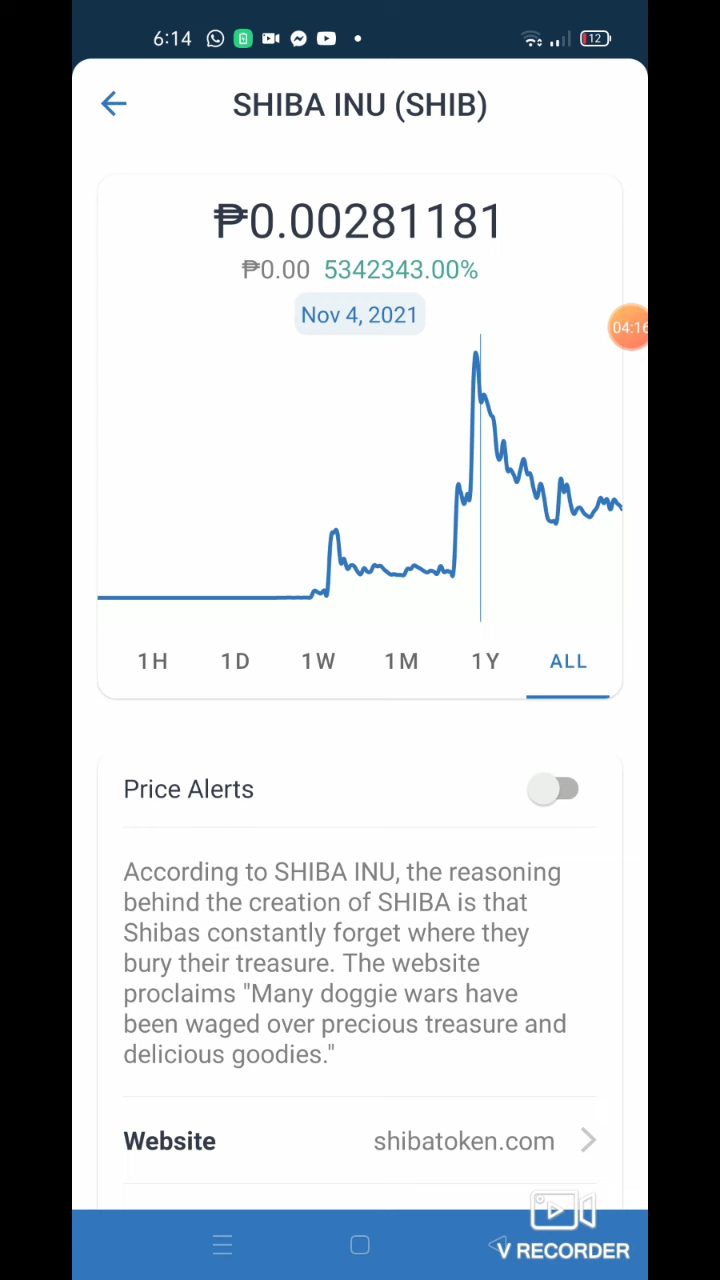 6:14
12
SHIBA INU (SHIB)
₱0.00281181
₱0.00 5342343.00%
Nov 4, 2021
04:16
1H 1D 1W 1M 1Y ALL
Price Alerts
According to SHIBA INU, the reasoning
behind the creation of SHIBA is that
Shibas constantly forget where they
bury their treasure. The website
proclaims "Many doggie wars have
been waged over precious treasure and
delicious goodies."
Website shibatoken.com
V RECORDER